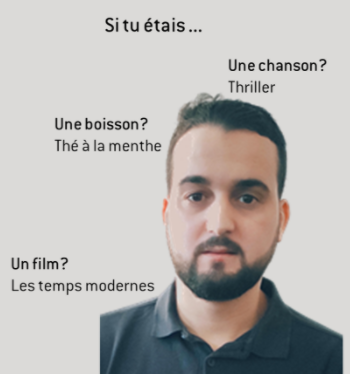 Si tu étais ...
Une chanson?
Thriller
Une boisson?
Thé à la menthe
Un film?
Les temps modernes